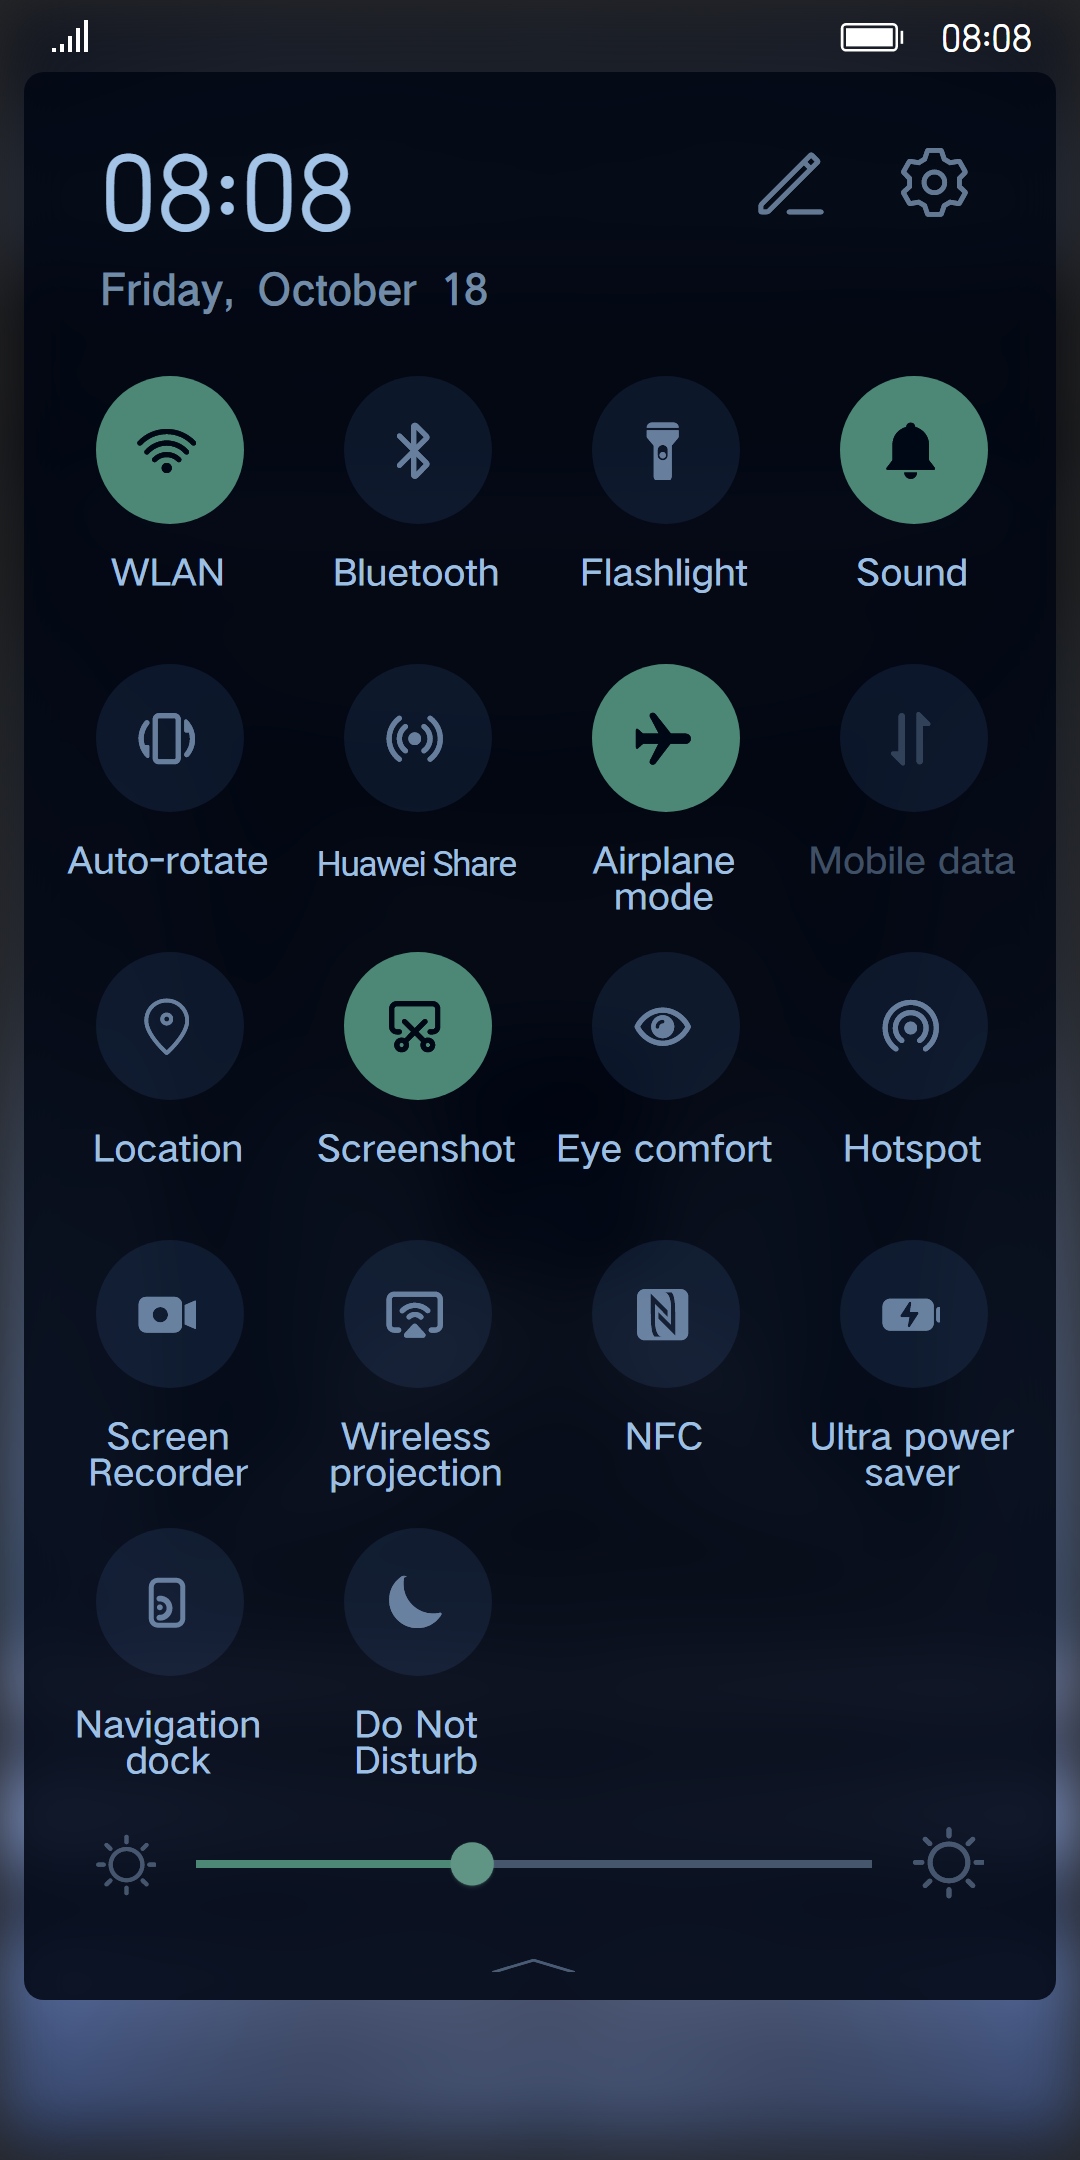 08:08
08:08
Friday, October 18
WLAN
Bluetooth
Flashlight
Sound
Auto-rotate
Huawei Share
Airplane
mode
Mobile data
Location
Screenshot
Eye comfort
Hotspot
Screen
Recorder
Wireless
projection
NFC
Ultra power
saver
Navigation
dock
Do Not
Disturb